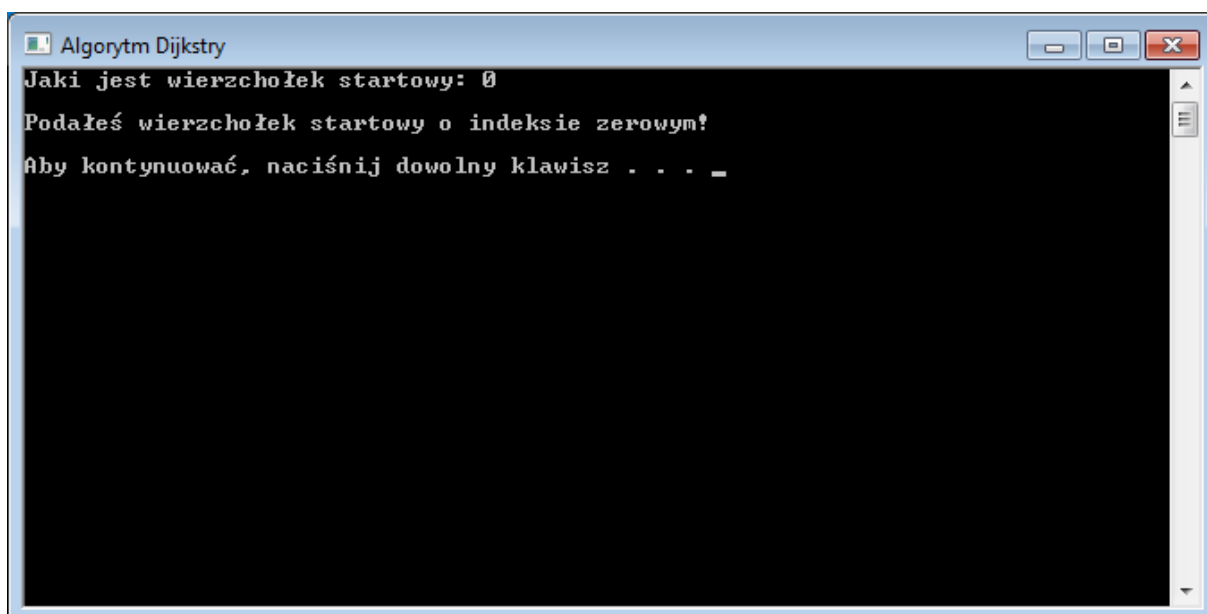 Algorytm Dijkstry
Jaki jest wierzchołek startowy: 0
Podałeś wierzchołek startowy o indeksie zerowym!
Aby kontynuować, naciśnij dowolny klawisz . . . _